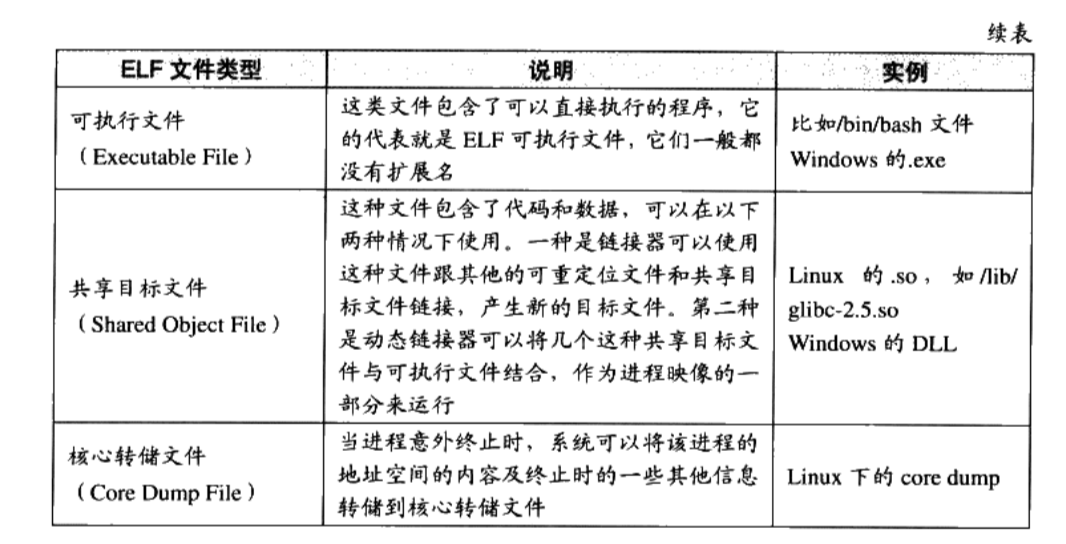 续表
ELF 文件类型 说明 实例
可执行文件
（Executable File）
这类文件包含了可以直接执行的程序，它
的代表就是 ELF 可执行文件，它们一般都
没有扩展名
比如/bin/bash 文件
Windows 的.exe
共享目标文件
（Shared Object File）
这种文件包含了代码和数据，可以在以下
两种情况下使用。一种是链接器可以使用
这种文件跟其他的可重定位文件和共享目
标文件链接，产生新的目标文件。第二种
是动态链接器可以将几个这种共享目标文
件与可执行文件结合，作为进程映像的一
部分来运行
Linux 的 .so， 如 /lib/
glibc-2.5.so
Windows 的 DLL
核心转储文件
（Core Dump File）
当进程意外终止时，系统可以将该进程的
地址空间的内容及终止时的一些其他信息
转储到核心转储文件
Linux 下的 core dump